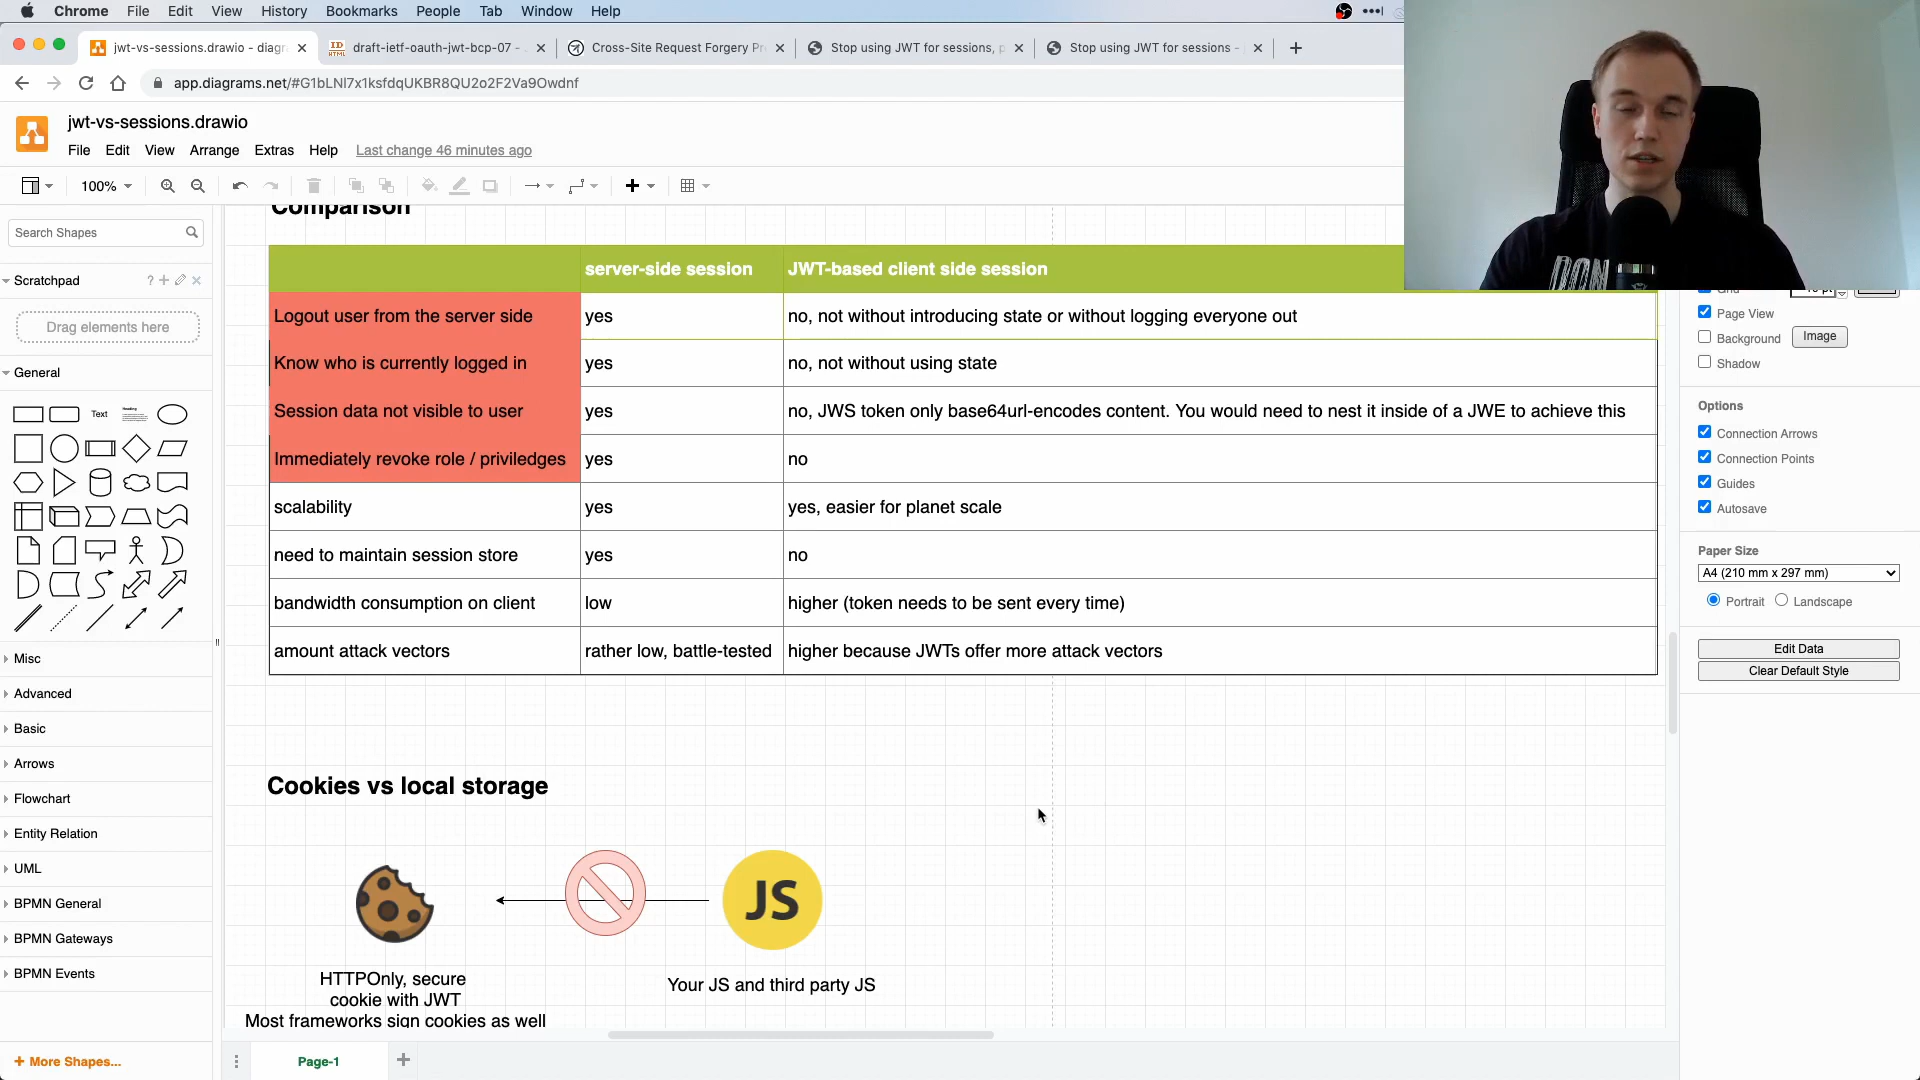 Chrome File Edit View History Bookmarks People Tab Window Help
jwt-vs-sessions.drawio - diagr
draft-ietf-oauth-jwt-bcp-07 -
Cross-Site Request Forgery Pr
Stop using JWT for sessions, p
Stop using JWT for sessions -
app.diagrams.net/#G1bLNl7x1ksfdqUKBR8QU2o2F2Va9Owdnf
jwt-vs-sessions.drawio
File Edit View Arrange Extras Help Last change 46 minutes ago
100%
Search Shapes
Scratchpad
Drag elements here
General
Text
Heading
Misc
Advanced
Basic
Arrows
Flowchart
Entity Relation
UML
BPMN General
BPMN Gateways
BPMN Events
+ More Shapes...
Comparison
server-side session JWT-based client side session
Logout user from the server side yes no, not without introducing state or without logging everyone out
Know who is currently logged in yes no, not without using state
Session data not visible to user yes no, JWS token only base64url-encodes content. You would need to nest it inside of a JWE to achieve this
Immediately revoke role / priviledges yes no
scalability yes yes, easier for planet scale
need to maintain session store yes no
bandwidth consumption on client low higher (token needs to be sent every time)
amount attack vectors rather low, battle-tested higher because JWTs offer more attack vectors
Cookies vs local storage
JS
HTTPOnly, secure
cookie with JWT
Most frameworks sign cookies as well
Your JS and third party JS
Page-1
Page View
Background
Image
Shadow
Options
Connection Arrows
Connection Points
Guides
Autosave
Paper Size
A4 (210 mm x 297 mm)
Portrait Landscape
Edit Data
Clear Default Style